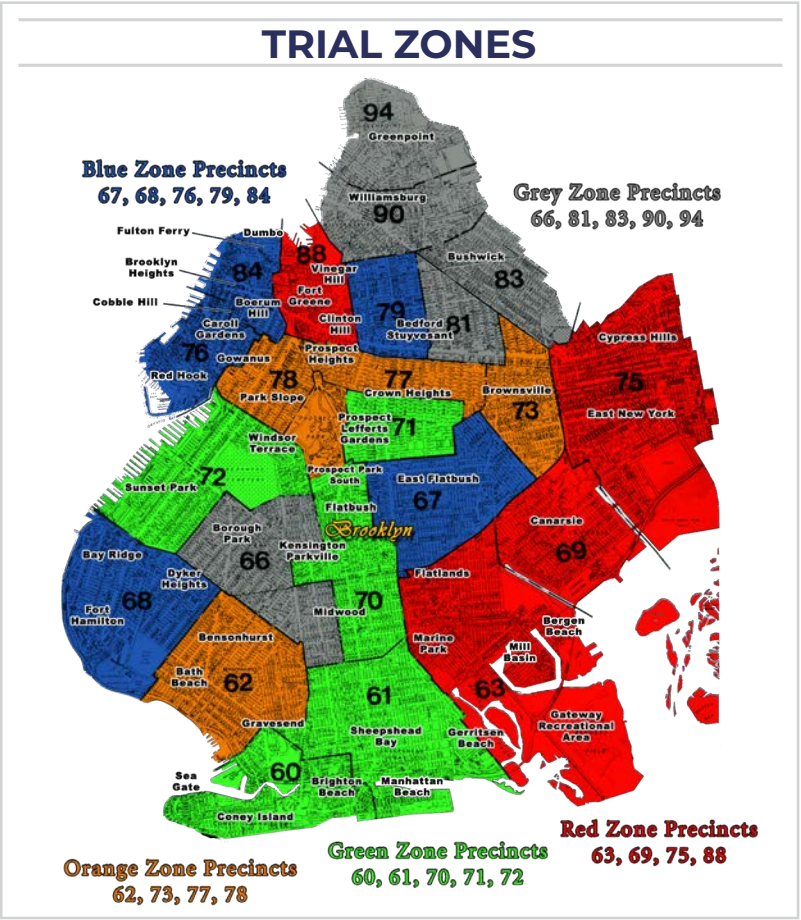 TRIAL ZONES
94
Greenpoint
Blue Zone Precincts
67, 68, 76, 79, 84
Grey Zone Precincts
66, 81, 83, 90, 94
Williamsburg
90
Fulton Ferry
Dumbo
88
Vinegar
Hill
Bushwick
83
Brooklyn
Heights
84
Fort
Greene
Cobble Hill
Boerum
Hill
79
Caroll
Gardens
Clinton
Hill
Bedford
Stuyvesant
81
Cypress Hills
76
Gowanus
Prospect
Heights
Red Hook
78
Park Slope
77
Crown Heights
Brownsville
73
75
East New York
Prospect
Lefferts
Gardens
71
Windsor
Terrace
72
Sunset Park
Prospect Park
South
East Flatbush
67
Flatbush
Brooklyn
Canarsie
69
Borough
Park
66
Kensington
Parkville
Bay Ridge
Dyker
Heights
68
Fort
Hamilton
Flatlands
70
Midwood
Bergen
Beach
Bensonhurst
Marine
Park
Mill
Basin
Bath
Beach
62
61
63
Gravesend
Sheepshead
Bay
Gerritsen
Beach
Gateway
Recreational
Area
Sea
Gate
60
Brighton
Beach
Manhattan
Beach
Coney Island
Red Zone Precincts
63, 69, 75, 88
Green Zone Precincts
60, 61, 70, 71, 72
Orange Zone Precincts
62, 73, 77, 78